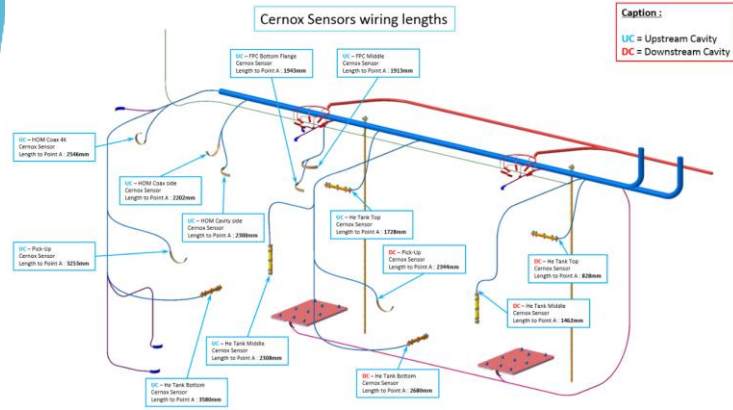 Cernox Sensors wiring lengths
Caption :
UC = Upstream Cavity
DC = Downstream Cavity
UC – FPC Bottom Flange
Cernox Sensor
Length to Point A : 1943mm
UC – FPC Middle
Cernox Sensor
Length to Point A : 1913mm
UC – HOM Coax 4K
Cernox Sensor
Length to Point A : 2546mm
UC – HOM Coax side
Cernox Sensor
Length to Point A : 2202mm
UC – HOM Cavity side
Cernox Sensor
Length to Point A : 2300mm
UC – He Tank Top
Cernox Sensor
Length to Point A : 1728mm
UC – Pick-Up
Cernox Sensor
Length to Point A : 3253mm
DC – Pick-Up
Cernox Sensor
Length to Point A : 2344mm
DC – He Tank Top
Cernox Sensor
Length to Point A : 828mm
DC – He Tank Middle
Cernox Sensor
Length to Point A : 1462mm
UC – He Tank Middle
Cernox Sensor
Length to Point A : 2308mm
UC – He Tank Bottom
Cernox Sensor
Length to Point A : 3580mm
DC – He Tank Bottom
Cernox Sensor
Length to Point A : 2680mm